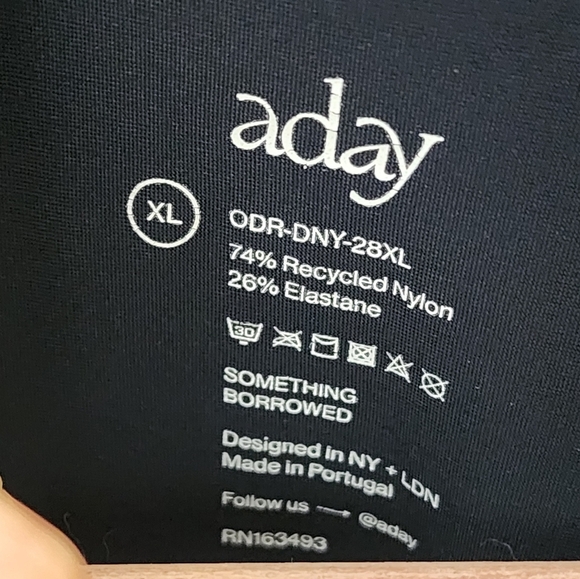 aday
XL
ODR-DNY-28XL
74% Recycled Nylon
26% Elastane
30
SOMETHING
BORROWED
Designed in NY + LDN
Made in Portugal
Follow us ⟶ @aday
RN163493